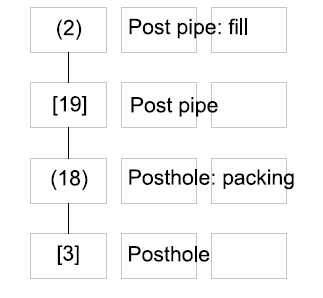 (2) Post pipe: fill
[19] Post pipe
(18) Posthole: packing
[3] Posthole